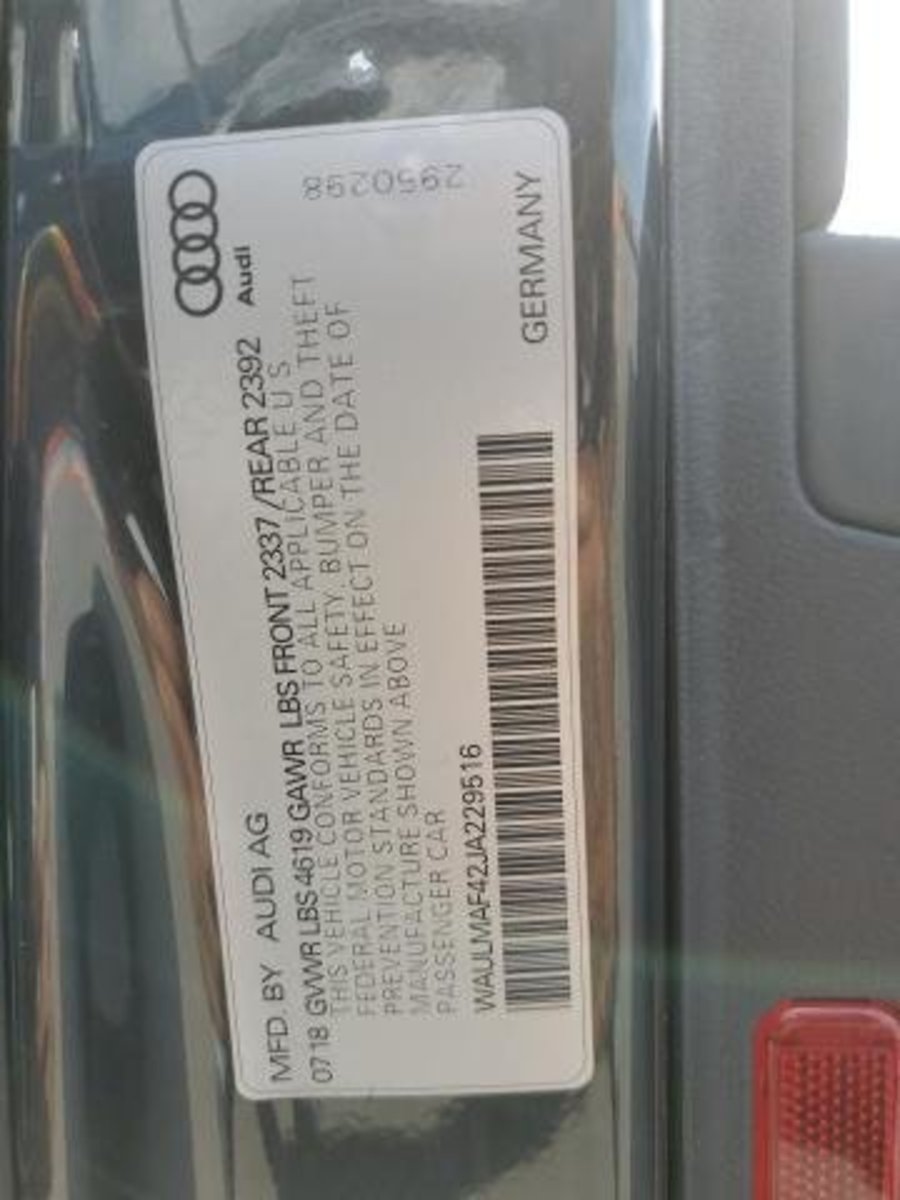 Audi
2950298
MFD. BY AUDI AG
0718 GVWR LBS 4619 GAWR LBS FRONT 2337 /REAR 2392
THIS VEHICLE CONFORMS TO ALL APPLICABLE U S
FEDERAL MOTOR VEHICLE SAFETY, BUMPER AND THEFT
PREVENTION STANDARDS IN EFFECT ON THE DATE OF
MANUFACTURE SHOWN ABOVE
PASSENGER CAR
WAULMAF42JA229516
GERMANY